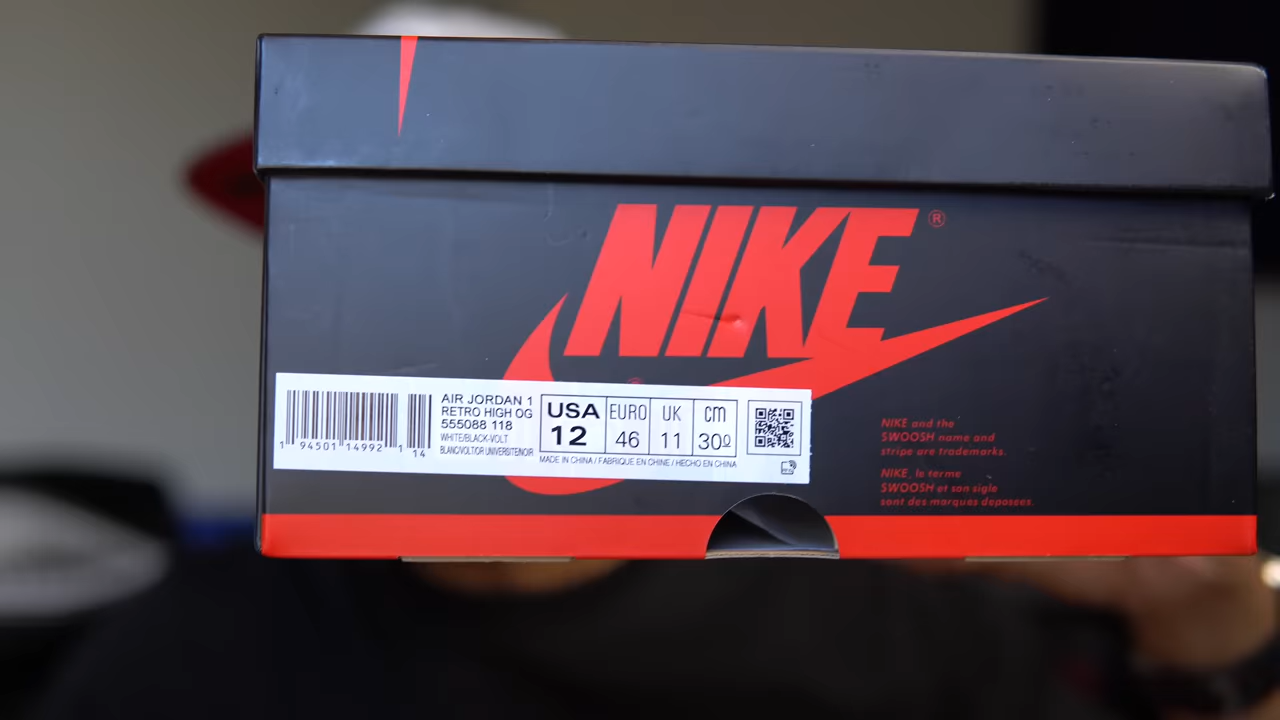 NIKE®
AIR JORDAN 1
RETRO HIGH OG
555088 118
WHITE/BLACK-VOLT
BLANC/VOLT/OR UNIVERSITE/NOIR
1 94501 14992 1 14
USA EURO UK cm
12 46 11 30º
MADE IN CHINA / FABRIQUE EN CHINE / HECHO EN CHINA
NIKE and the
SWOOSH name and
stripe are trademarks.
NIKE, le terme
SWOOSH et son sigle
sont des marques deposees.